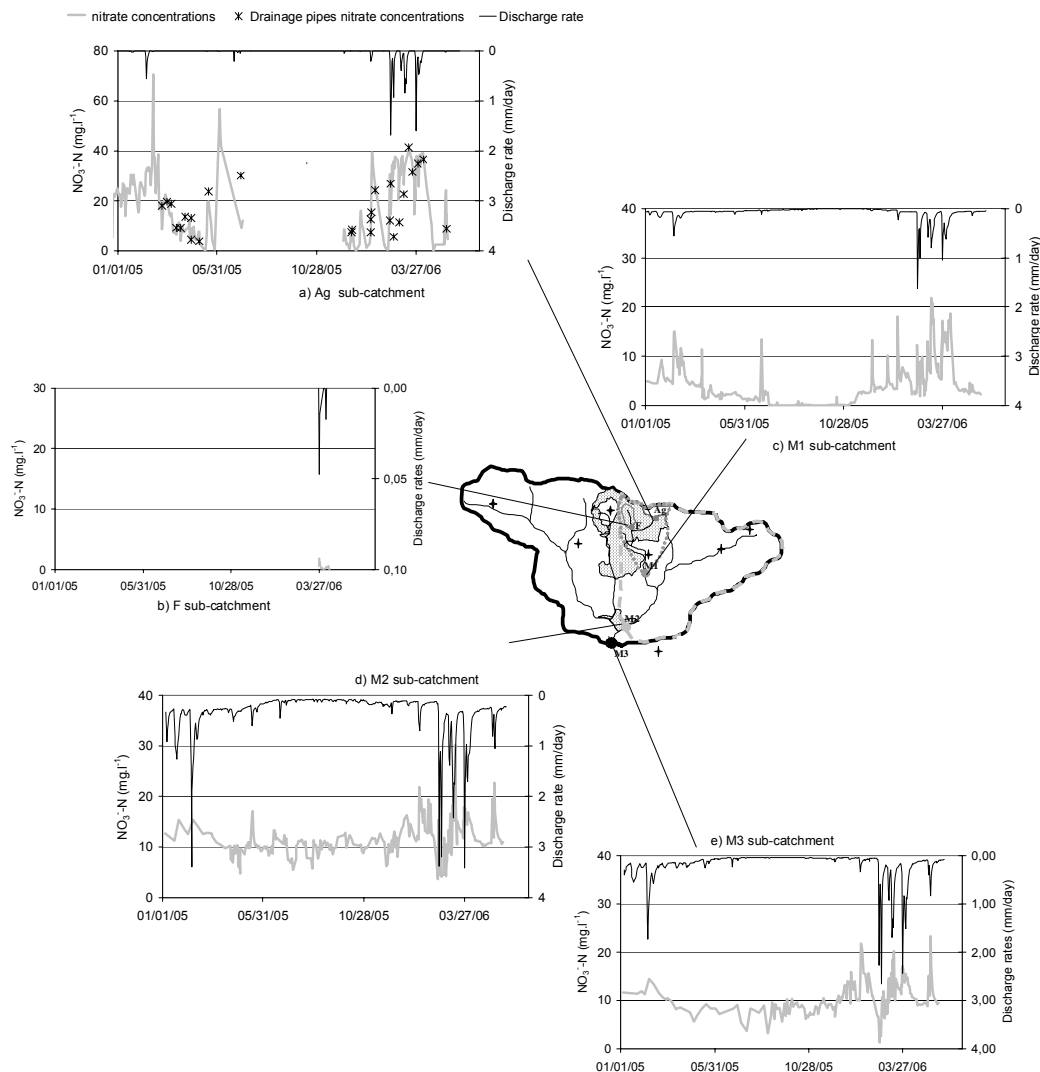 nitrate concentrations
Drainage pipes nitrate concentrations
Discharge rate
80
60
40
20
0
NO3--N (mg.l-1)
0
1
2
3
4
Discharge rate (mm/day)
01/01/05 05/31/05 10/28/05 03/27/06
a) Ag sub-catchment
40
30
20
10
0
NO3--N (mg.l-1)
0
1
2
3
4
Discharge rate (mm/day)
01/01/05 05/31/05 10/28/05 03/27/06
c) M1 sub-catchment
30
20
10
0
NO3--N (mg.l-1)
0,00
0,05
0,10
Discharge rates (mm/day)
01/01/05 05/31/05 10/28/05 03/27/06
b) F sub-catchment
Ag
F
M1
M2
M3
d) M2 sub-catchment
40
30
20
10
0
NO3--N (mg.l-1)
0
1
2
3
4
Discharge rate (mm/day)
01/01/05 05/31/05 10/28/05 03/27/06
e) M3 sub-catchment
40
30
20
10
0
NO3--N (mg.l-1)
0,00
1,00
2,00
3,00
4,00
Discharge rates (mm/day)
01/01/05 05/31/05 10/28/05 03/27/06